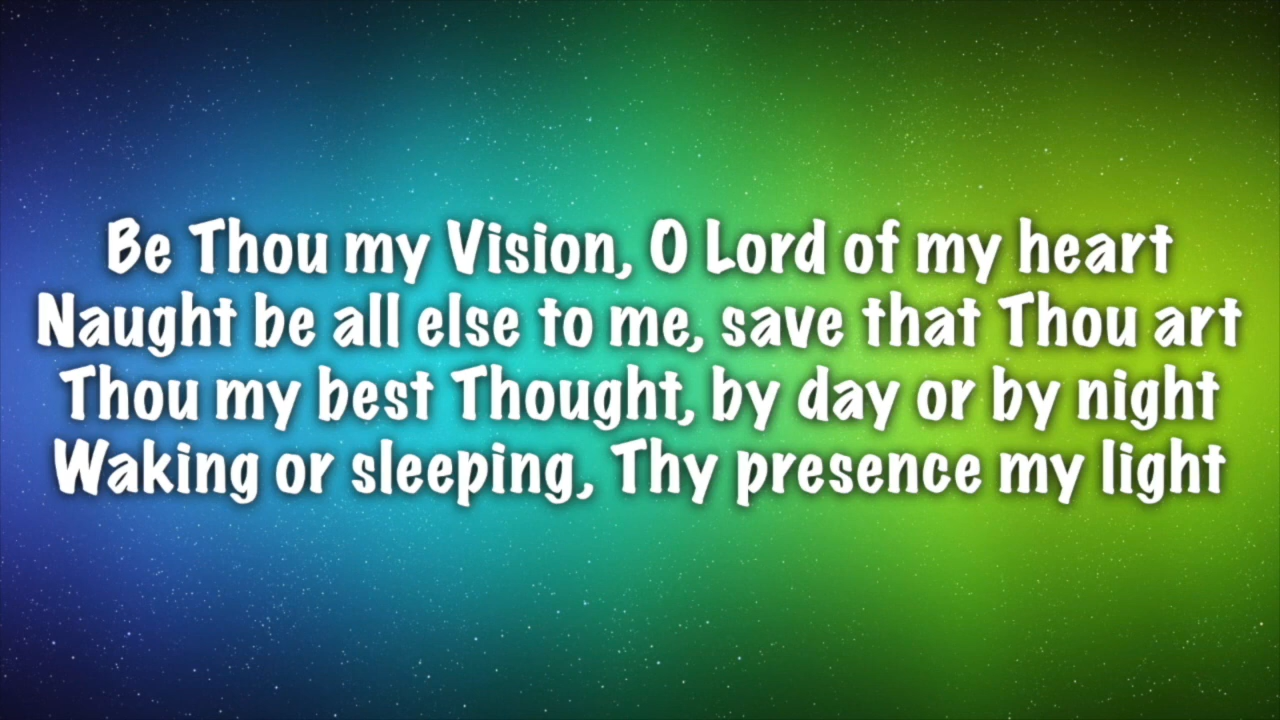 Be Thou my Vision, O Lord of my heart
Naught be all else to me, save that Thou art
Thou my best Thought, by day or by night
Waking or sleeping, Thy presence my light